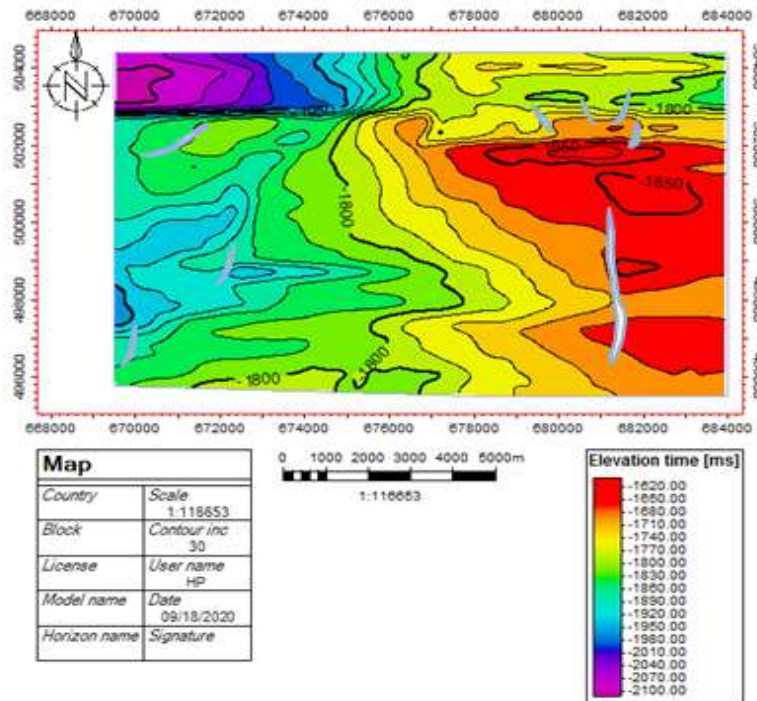 668000 670000 672000 674000 676000 678000 680000 682000 684000
504000
502000
500000
498000
496000
N
-1800
-1650
-1650
-1800
-1800
-1800
668000 670000 672000 674000 676000 678000 680000 682000 684000
Map
Country Scale
1:116653
Block Contour inc
30
License User name
HP
Model name Date
09/18/2020
Horizon name Signature
0 1000 2000 3000 4000 5000m
1:116653
Elevation time [ms]
-1620.00
-1650.00
-1680.00
-1710.00
-1740.00
-1770.00
-1800.00
-1830.00
-1860.00
-1890.00
-1920.00
-1950.00
-1980.00
-2010.00
-2040.00
-2070.00
-2100.00